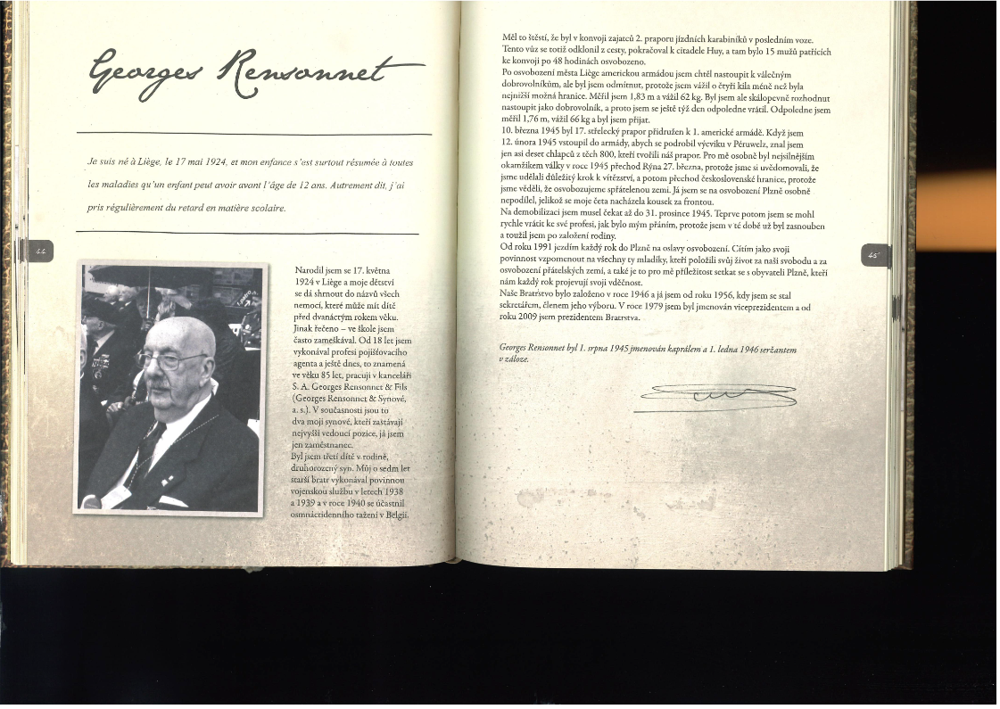 Georges Rensonnet
Je suis né à Liège, le 17 mai 1924, et mon enfance s'est surtout résumée à toutes
les maladies qu'un enfant peut avoir avant l'âge de 12 ans. Autrement dit, j'ai
pris régulièrement du retard en matière scolaire.
44
Narodil jsem se 17. května
1924 v Liège a moje dětství
se dá shrnout do názvů všech
nemocí, které může mít dítě
před dvanáctým rokem věku.
Jinak řečeno – ve škole jsem
často zameškával. Od 18 let jsem
vykonával profesi pojišťovacího
agenta a ještě dnes, to znamená
ve věku 85 let, pracuji v kanceláři
S. A. Georges Rensonnet & Fils
(Georges Rensonnet & Synové,
a. s.). V současnosti jsou to
dva moji synové, kteří zastávají
nejvyšší vedoucí pozice, já jsem
jen zaměstnanec.
Byl jsem třetí dítě v rodině,
druhorozený syn. Můj o sedm let
starší bratr vykonával povinnou
vojenskou službu v letech 1938
a 1939 a v roce 1940 se účastnil
osmnáctidenního tažení v Belgii.
Měl to štěstí, že byl v konvoji zajatců 2. praporu jízdních karabiníků v posledním voze.
Tento vůz se totiž odklonil z cesty, pokračoval k citadele Huy, a tam bylo 15 mužů patřících
ke konvoji po 48 hodinách osvobozeno.
Po osvobození města Liège americkou armádou jsem chtěl nastoupit k válečným
dobrovolníkům, ale byl jsem odmítnut, protože jsem vážil o čtyři kila méně než byla
nejnižší možná hranice. Měřil jsem 1,83 m a vážil 62 kg. Byl jsem ale skálopevně rozhodnut
nastoupit jako dobrovolník, a proto jsem se ještě týž den odpoledne vrátil. Odpoledne jsem
měřil 1,76 m, vážil 66 kg a byl jsem přijat.
10. března 1945 byl 17. střelecký prapor přidružen k 1. americké armádě. Když jsem
12. února 1945 vstoupil do armády, abych se podrobil výcviku v Péruwelz, znal jsem
jen asi deset chlapců z těch 800, kteří tvořili náš prapor. Pro mě osobně byl nejsilnějším
okamžikem války v roce 1945 přechod Rýna 27. března, protože jsme si uvědomovali, že
jsme udělali důležitý krok k vítězství, a potom přechod československé hranice, protože
jsme věděli, že osvobozujeme spřátelenou zemi. Já jsem se na osvobození Plzně osobně
nepodílel, jelikož se moje četa nacházela kousek za frontou.
Na demobilizaci jsem musel čekat až do 31. prosince 1945. Teprve potom jsem se mohl
rychle vrátit ke své profesi, jak bylo mým přáním, protože jsem v té době už byl zasnouben
a toužil jsem po založení rodiny.
Od roku 1991 jezdím každý rok do Plzně na oslavy osvobození. Cítím jako svoji
povinnost vzpomenout na všechny ty mladíky, kteří položili svůj život za naši svobodu a za
osvobození přátelských zemí, a také je to pro mě příležitost setkat se s obyvateli Plzně, kteří
nám každý rok projevují svoji vděčnost.
Naše Bratrstvo bylo založeno v roce 1946 a já jsem od roku 1956, kdy jsem se stal
sekretářem, členem jeho výboru. V roce 1979 jsem byl jmenován viceprezidentem a od
roku 2009 jsem prezidentem Bratrstva.
Georges Rensonnet byl 1. srpna 1945 jmenován kaprálem a 1. ledna 1946 seržantem
v záloze.
45